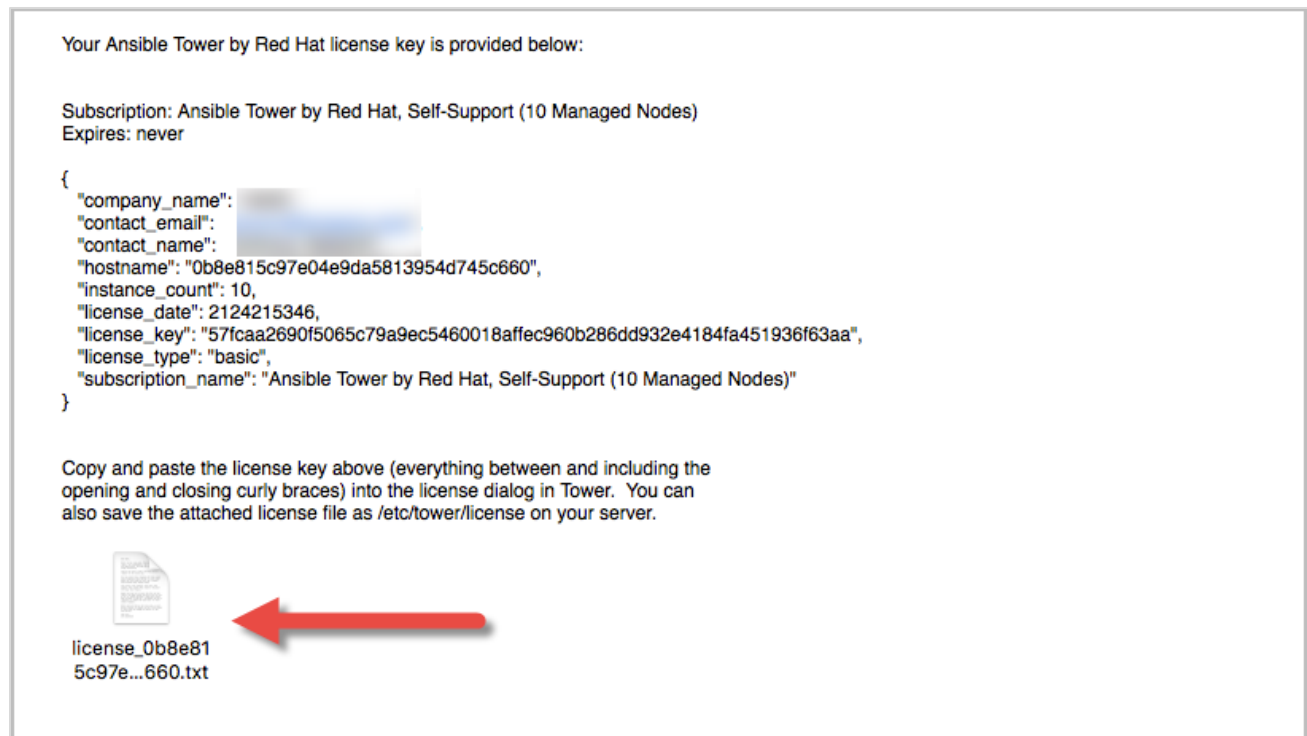 Your Ansible Tower by Red Hat license key is provided below:
Subscription: Ansible Tower by Red Hat, Self-Support (10 Managed Nodes)
Expires: never
{
"company_name":
"contact_email":
"contact_name":
"hostname": "0b8e815c97e04e9da5813954d745c660",
"instance_count": 10,
"license_date": 2124215346,
"license_key": "57fcaa2690f5065c79a9ec5460018affec960b286dd932e4184fa451936f63aa",
"license_type": "basic",
"subscription_name": "Ansible Tower by Red Hat, Self-Support (10 Managed Nodes)"
}
Copy and paste the license key above (everything between and including the
opening and closing curly braces) into the license dialog in Tower.  You can
also save the attached license file as /etc/tower/license on your server.
license_0b8e81
5c97e...660.txt